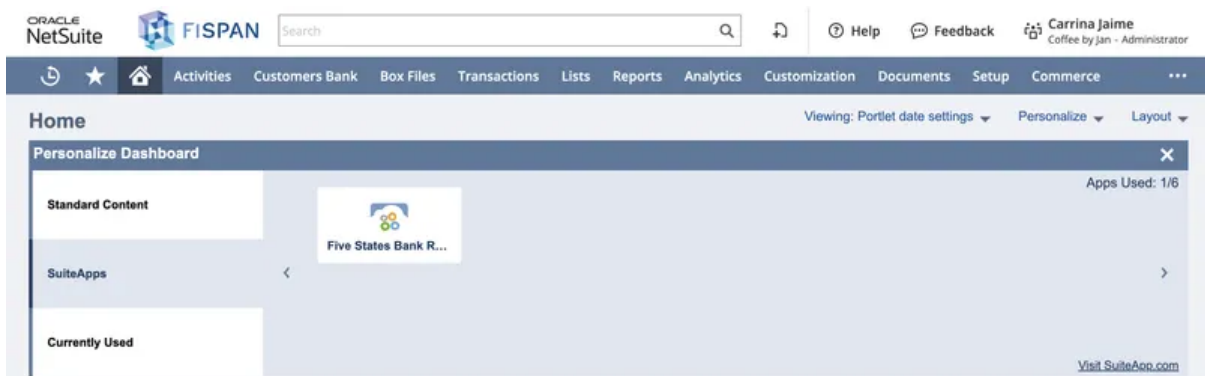 ORACLE
NetSuite
FISPAN
Search
Help
Feedback
Carrina Jaime
Coffee by Jan - Administrator
Activities Customers Bank Box Files Transactions Lists Reports Analytics Customization Documents Setup Commerce ...
Home
Viewing: Portlet date settings Personalize Layout
Personalize Dashboard
Apps Used: 1/6
Standard Content
Five States Bank R...
SuiteApps
Currently Used
Visit SuiteApp.com